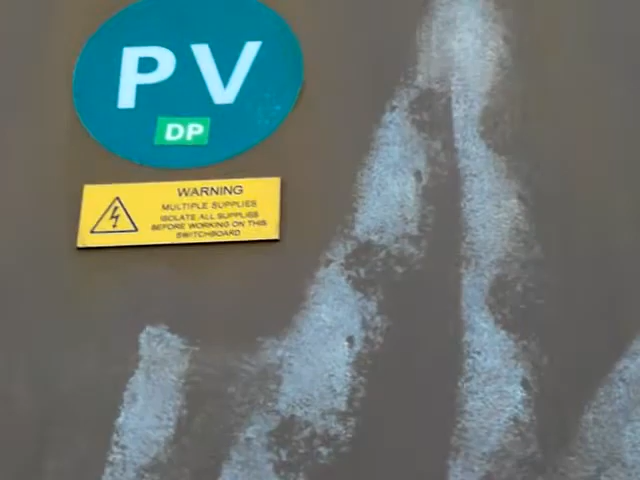 PV
DP
WARNING
MULTIPLE SUPPLIES
ISOLATE ALL SUPPLIES
BEFORE WORKING ON THIS
SWITCHBOARD